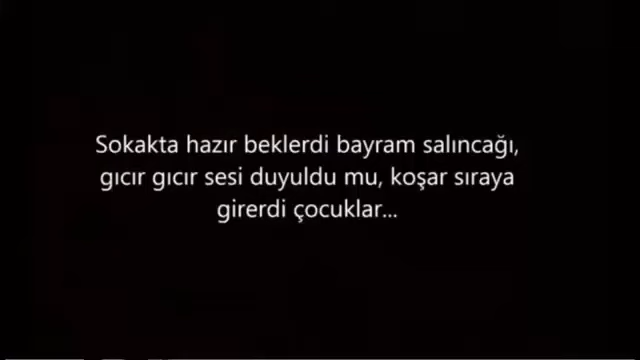 Sokakta hazır beklerdi bayram salıncağı,
gıcır gıcır sesi duyuldu mu, koşar sıraya
girerdi çocuklar...